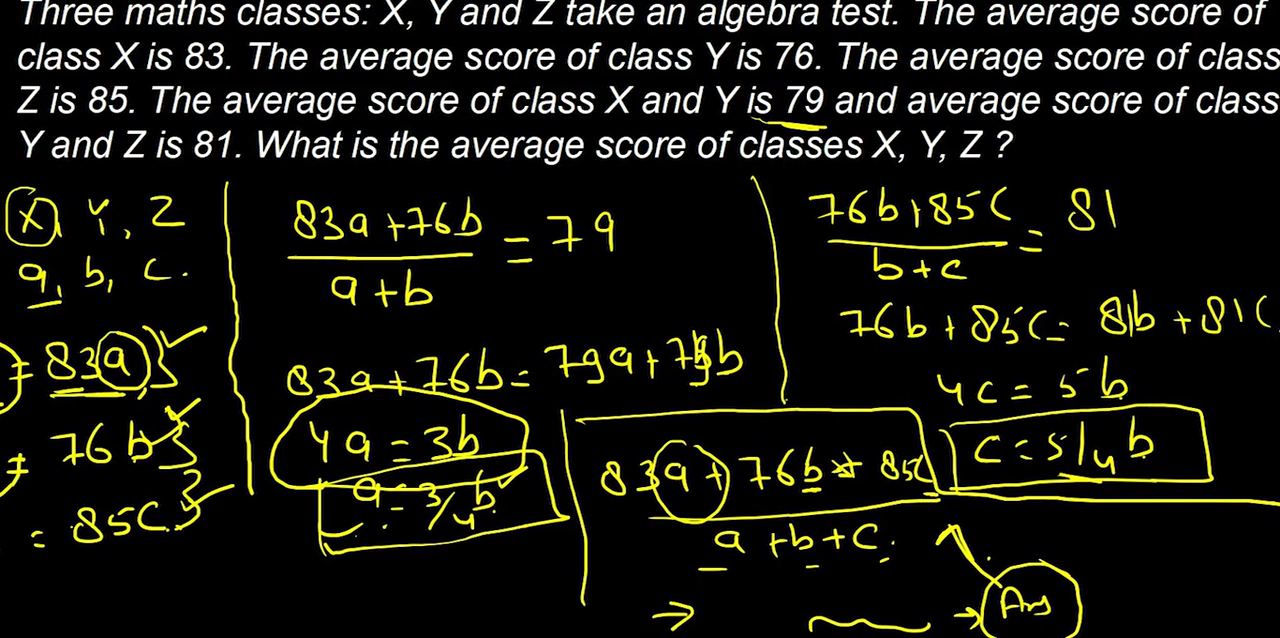 Three maths classes: X, Y and Z take an algebra test. The average score of
class X is 83. The average score of class Y is 76. The average score of class
Z is 85. The average score of class X and Y is 79 and average score of class
Y and Z is 81. What is the average score of classes X, Y, Z ?
X, Y, Z
a, b, c.
= 83a
= 76b
= 85c
83a + 76b = 79
a + b
83a + 76b = 79a + 79b
4a = 3b
a = 3/4 b
76b + 85c = 81
b + c
76b + 85c = 81b + 81c
4c = 5b
c = 5/4 b
83a + 76b + 85c
a + b + c.
→ → Ans